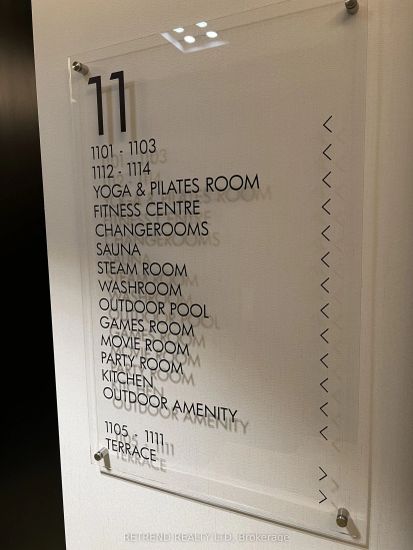 11
1101 - 1103 <
1112 - 1114 <
YOGA & PILATES ROOM <
FITNESS CENTRE <
CHANGEROOMS <
SAUNA <
STEAM ROOM <
WASHROOM <
OUTDOOR POOL <
GAMES ROOM <
MOVIE ROOM <
PARTY ROOM <
KITCHEN <
OUTDOOR AMENITY <
1105 - 1111 >
TERRACE >
RETREND REALTY LTD, Brokerage